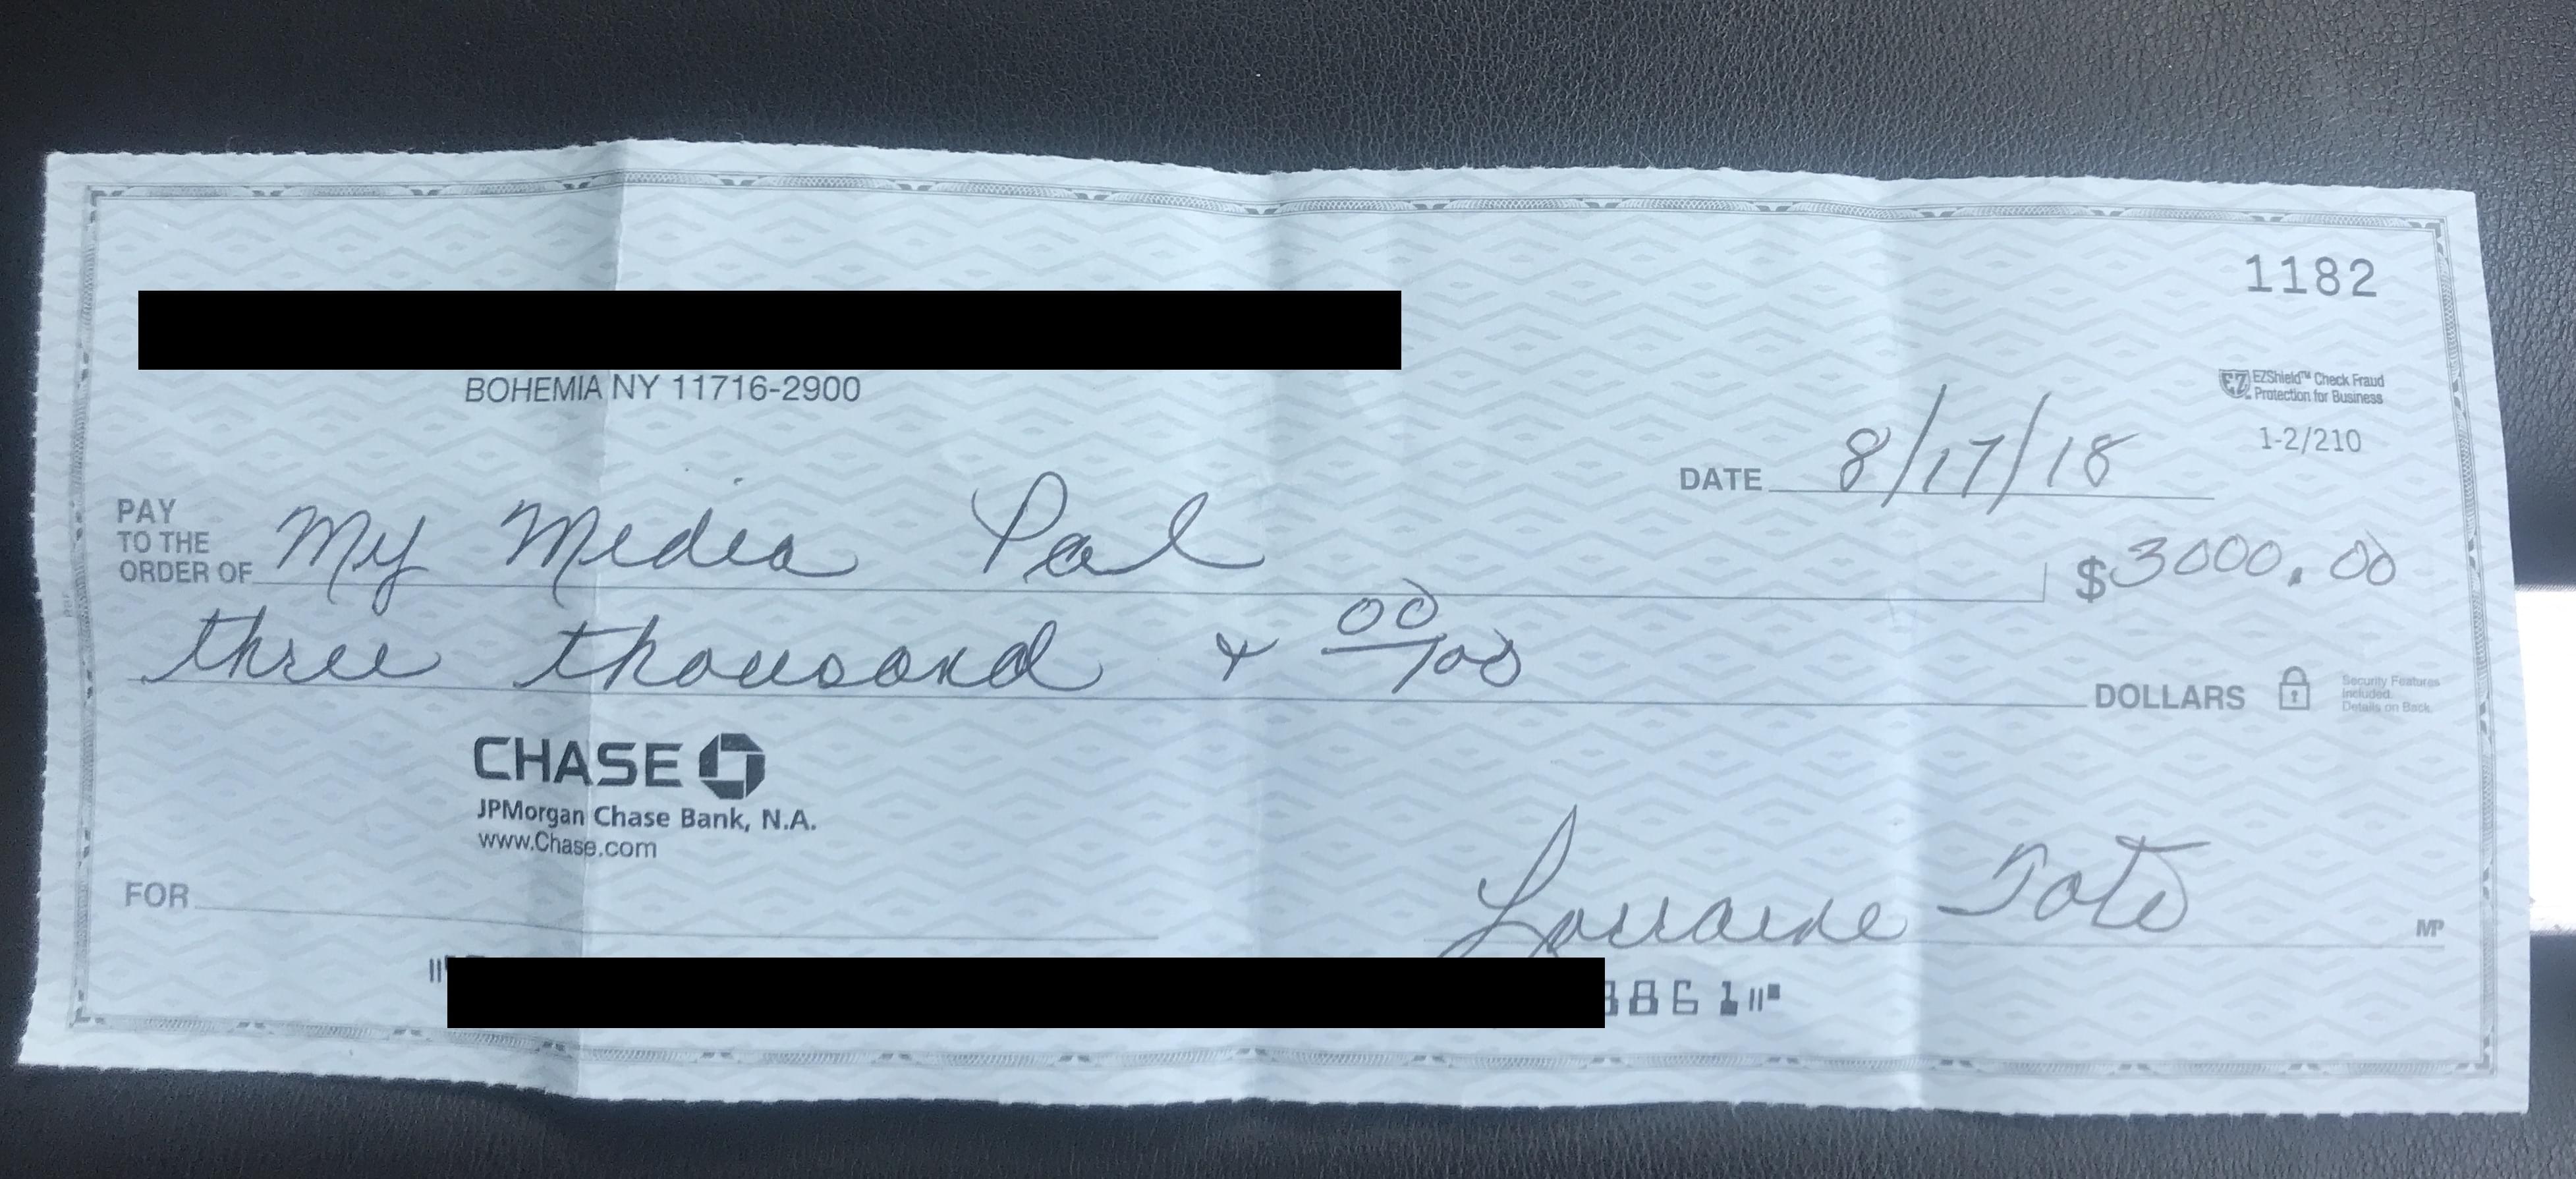 1182
BOHEMIA NY 11716-2900
EZShield™ Check Fraud
Protection for Business
1-2/210
DATE 8/17/18
PAY
TO THE
ORDER OF My Media Pal $3000.00
three thousand & 00/100 DOLLARS
Security Features
Included.
Details on Back.
CHASE
JPMorgan Chase Bank, N.A.
www.Chase.com
FOR
Lorraine Tate
MP
861⑈